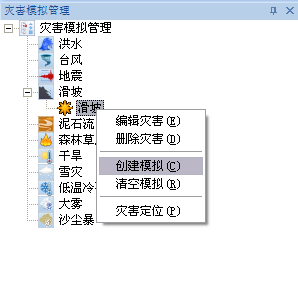 灾害模拟管理
灾害模拟管理
洪水
台风
地震
滑坡
滑坡
泥石流
森林草
干旱
雪灾
低温冷
大雾
沙尘暴
编辑灾害(E)
删除灾害(D)
创建模拟(C)
清空模拟(R)
灾害定位(P)